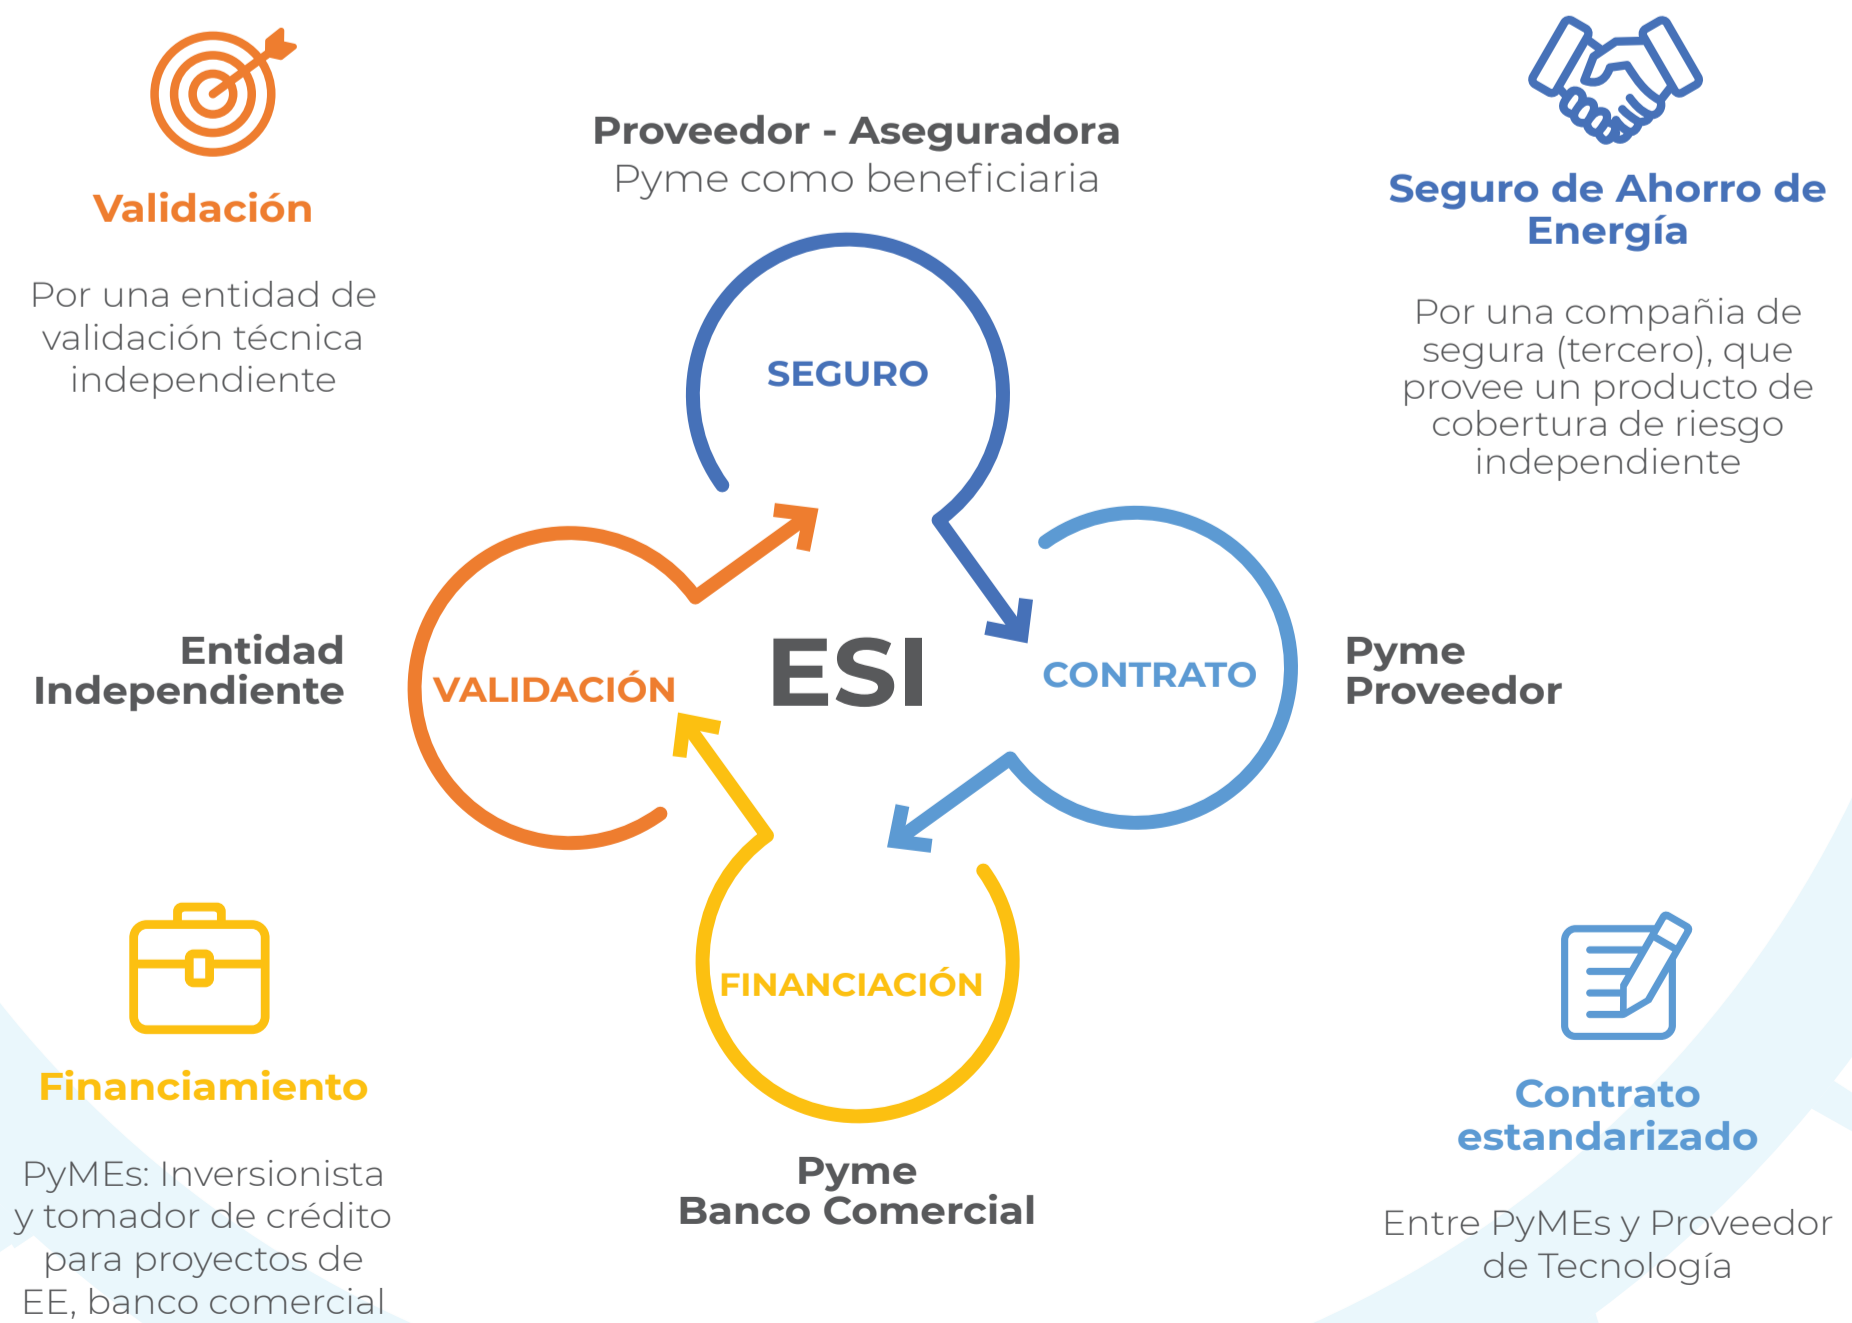 Validación
Por una entidad de
validación técnica
independiente
Proveedor - Aseguradora
Pyme como beneficiaria
Seguro de Ahorro de
Energía
Por una compañia de
segura (tercero), que
provee un producto de
cobertura de riesgo
independiente
SEGURO
Entidad
Independiente
VALIDACIÓN
ESI
CONTRATO
Pyme
Proveedor
FINANCIACIÓN
Pyme
Banco Comercial
Financiamiento
PyMEs: Inversionista
y tomador de crédito
para proyectos de
EE, banco comercial
Contrato
estandarizado
Entre PyMEs y Proveedor
de Tecnología